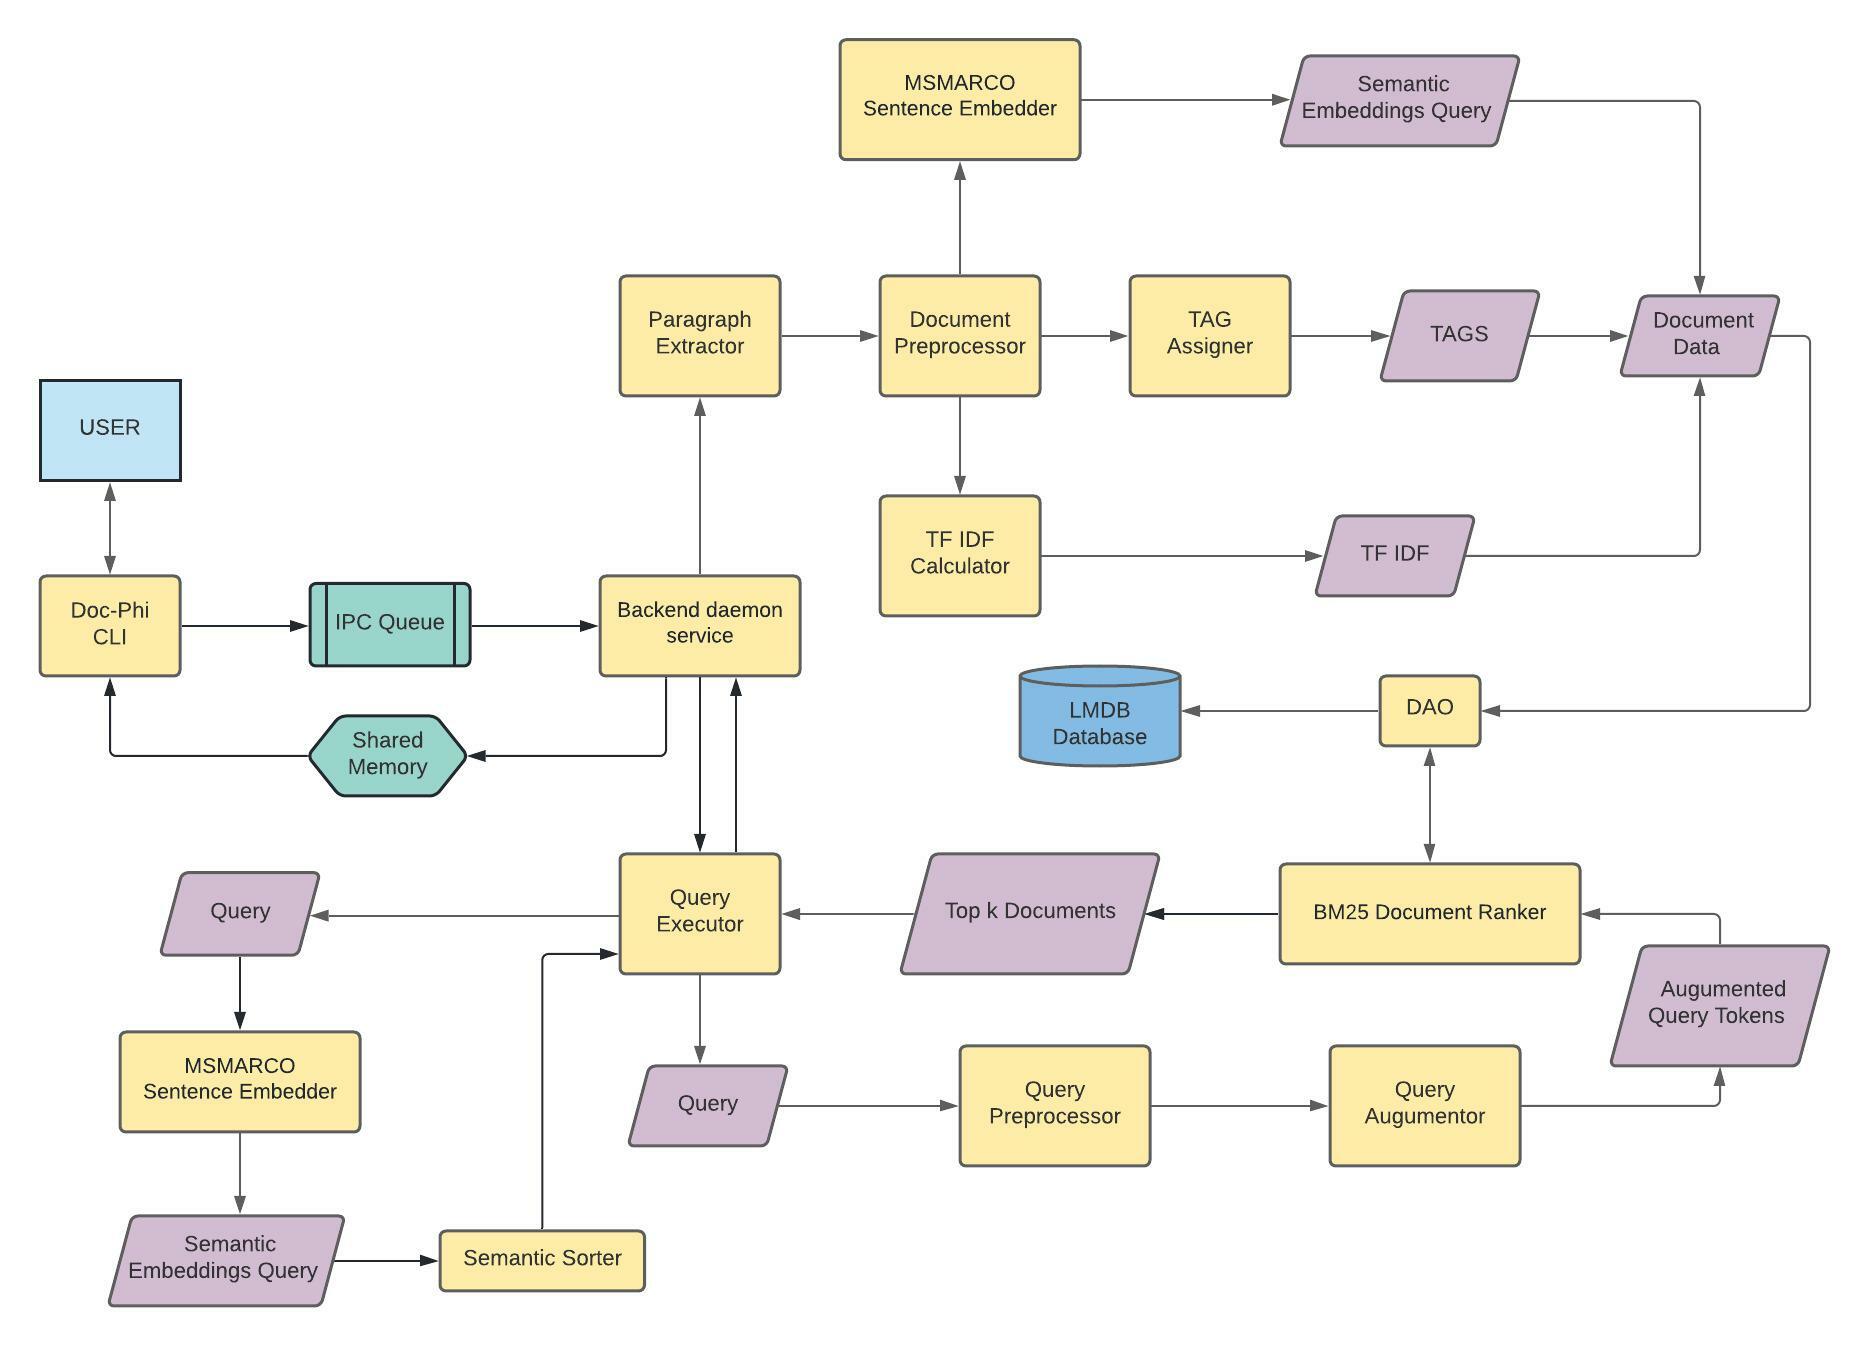 MSMARCO
Sentence Embedder
Semantic
Embeddings Query
Paragraph
Extractor
Document
Preprocessor
TAG
Assigner
TAGS
Document
Data
USER
TF IDF
Calculator
TF IDF
Doc-Phi
CLI
IPC Queue
Backend daemon
service
LMDB
Database
DAO
Shared
Memory
Query
Query
Executor
Top k Documents
BM25 Document Ranker
Augumented
Query Tokens
MSMARCO
Sentence Embedder
Query
Query
Preprocessor
Query
Augumentor
Semantic
Embeddings Query
Semantic Sorter